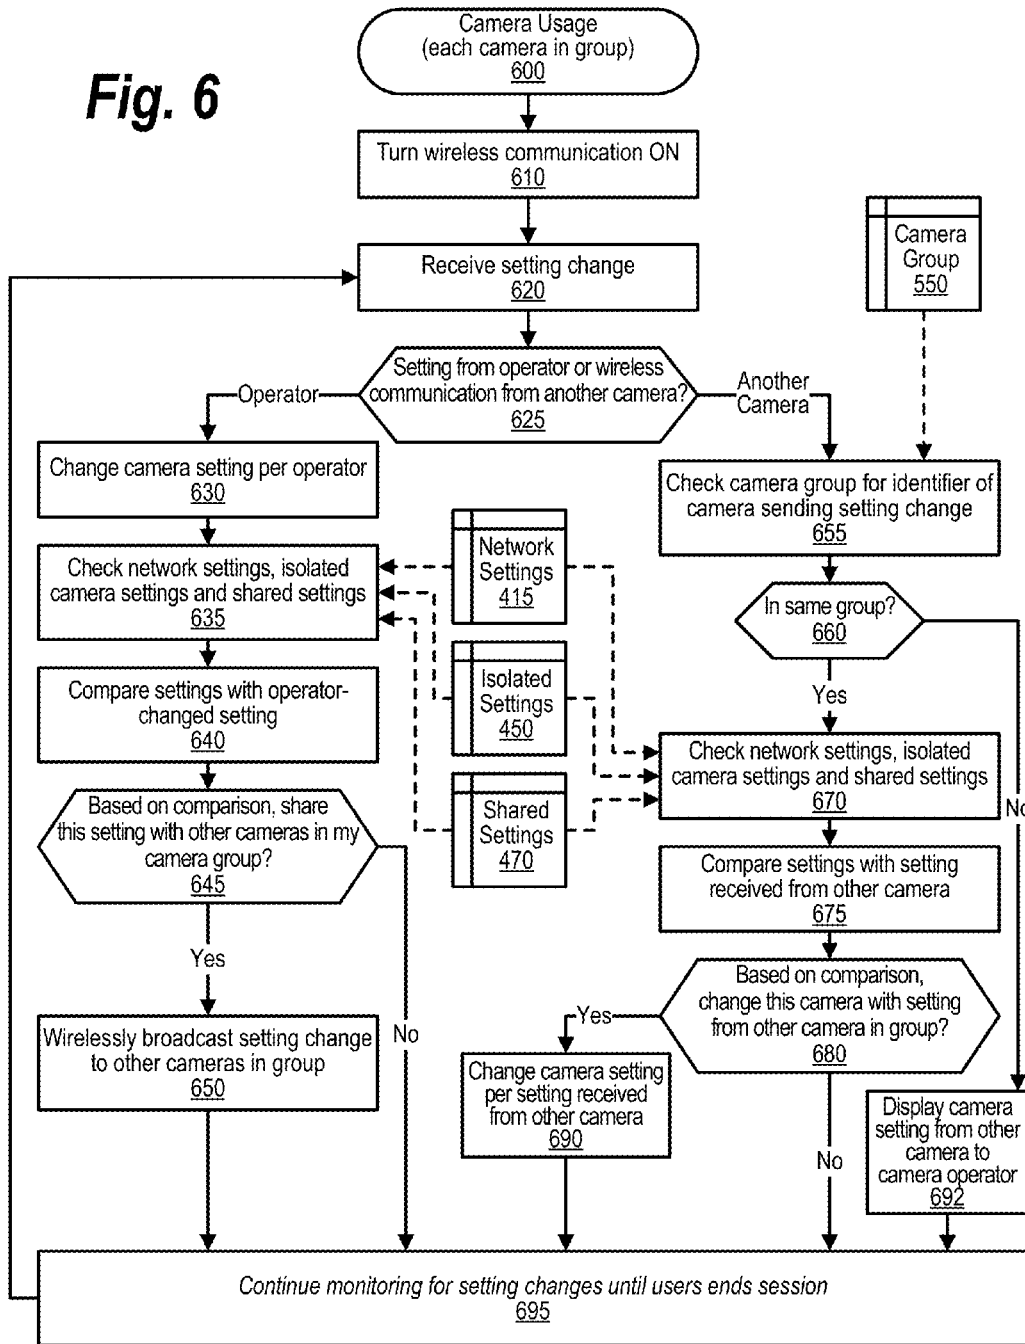 Fig. 6
Camera Usage
(each camera in group)
600
Turn wireless communication ON
610
Receive setting change
620
Camera
Group
550
Setting from operator or wireless
communication from another camera?
625
Operator
Another
Camera
Change camera setting per operator
630
Check camera group for identifier of
camera sending setting change
655
Check network settings, isolated
camera settings and shared settings
635
Network
Settings
415
In same group?
660
Compare settings with operator-
changed setting
640
Isolated
Settings
450
Yes
Check network settings, isolated
camera settings and shared settings
670
No
Based on comparison, share
this setting with other cameras in my
camera group?
645
Shared
Settings
470
Compare settings with setting
received from other camera
675
Yes
No
Based on comparison,
change this camera with setting
from other camera in group?
680
Yes
Wirelessly broadcast setting change
to other cameras in group
650
Change camera setting
per setting received
from other camera
690
No
Display camera
setting from other
camera to
camera operator
692
Continue monitoring for setting changes until users ends session
695